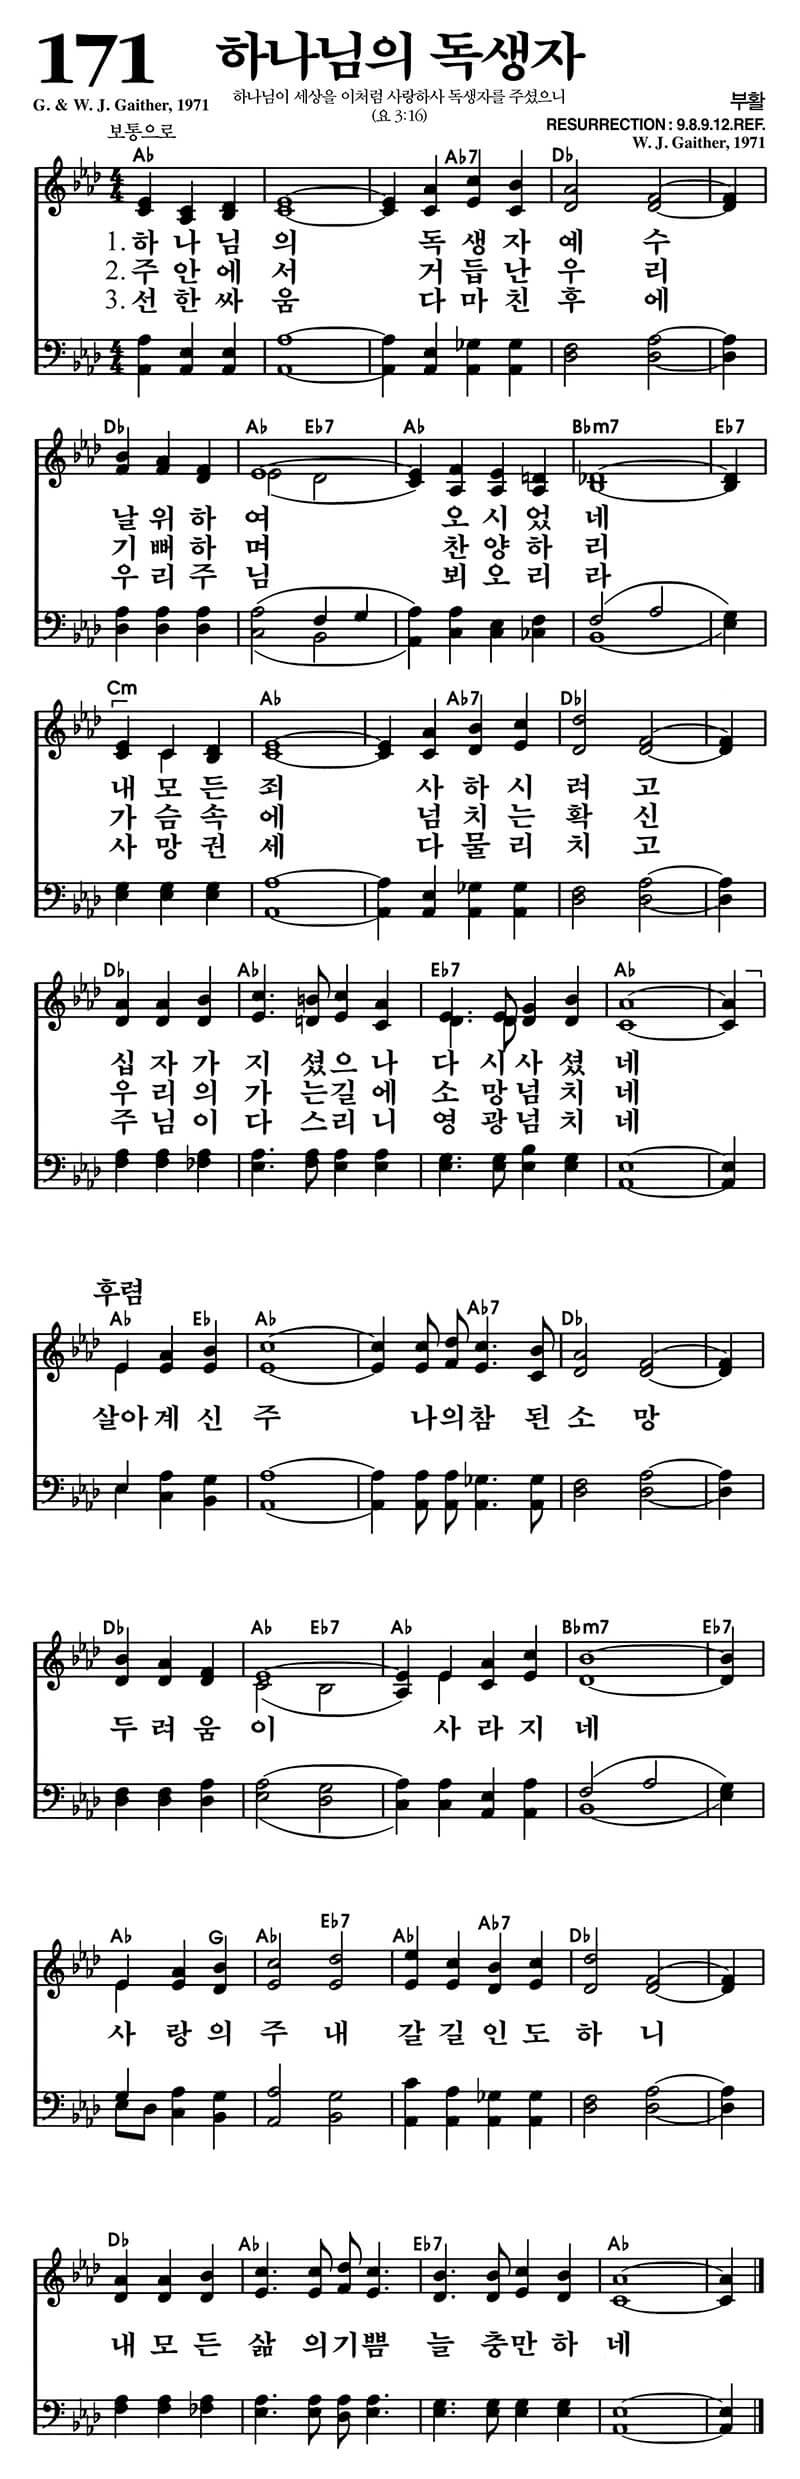 171 하나님의 독생자
하나님이 세상을 이처럼 사랑하사 독생자를 주셨으니
(요 3:16)
G. & W. J. Gaither, 1971
부활
RESURRECTION : 9.8.9.12.REF.
W. J. Gaither, 1971
보통으로
Ab Ab7 Db
1. 하 나 님 의 독 생 자 예 수
2. 주 안 에 서 거 듭 난 우 리
3. 선 한 싸 움 다 마 친 후 에
Db Ab Eb7 Ab Bbm7 Eb7
날 위 하 여 오 시 었 네
기 뻐 하 며 찬 양 하 리
우 리 주 님 뵈 오 리 라
Cm Ab Ab7 Db
내 모 든 죄 사 하 시 려 고
가 슴 속 에 넘 치 는 확 신
사 망 권 세 다 물 리 치 고
Db Ab Eb7 Ab
십 자 가 지 셨으 나 다 시 사 셨 네
우 리 의 가 는길 에 소 망 넘 치 네
주 님 이 다 스리 니 영 광 넘 치 네
후렴
Ab Eb Ab Ab7 Db
살아 계 신 주 나의 참 된 소 망
Db Ab Eb7 Ab Bbm7 Eb7
두 려 움 이 사 라 지 네
Ab G Ab Eb7 Ab Ab7 Db
사 랑 의 주 내 갈 길 인 도 하 니
Db Ab Eb7 Ab
내 모 든 삶 의기 쁨 늘 충만 하 네